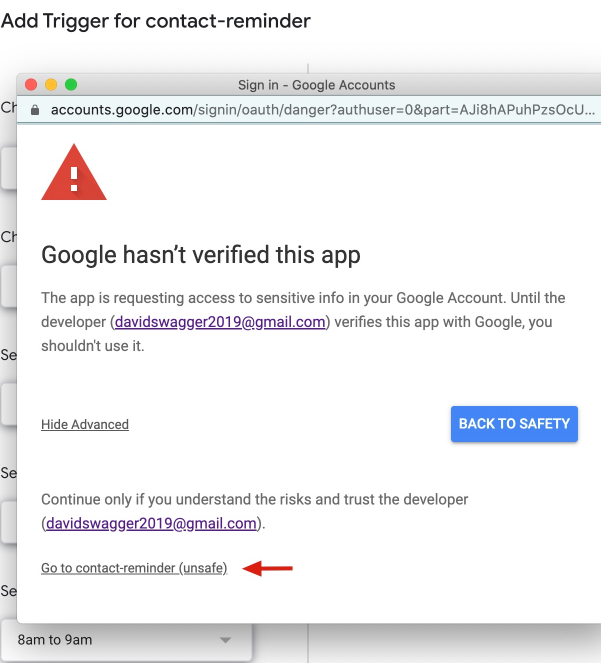 Add Trigger for contact-reminder
Sign in - Google Accounts
accounts.google.com/signin/oauth/danger?authuser=0&part=AJi8hAPuhPzsOcU...
Ch
Google hasn’t verified this app
Ch
The app is requesting access to sensitive info in your Google Account. Until the
developer (davidswagger2019@gmail.com) verifies this app with Google, you
shouldn't use it.
Se
Hide Advanced
BACK TO SAFETY
Se
Continue only if you understand the risks and trust the developer
(davidswagger2019@gmail.com).
Go to contact-reminder (unsafe)
Se
8am to 9am